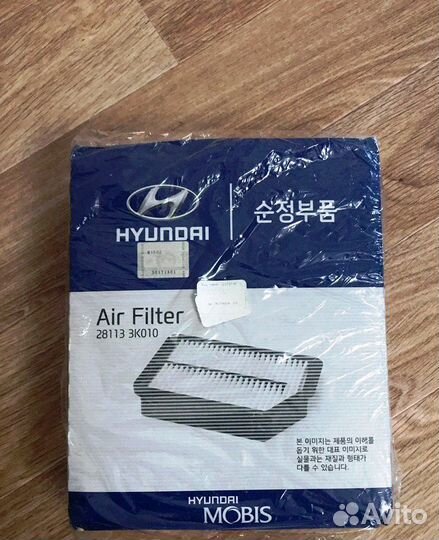 HYUNDAI
순정부품
30171A01
Air Filter
28113 3K010
본 이미지는 제품의 이해를
돕기 위한 대표 이미지로
실물과는 재질과 형태가
다를 수 있습니다.
HYUNDAI
MOBIS
Avito